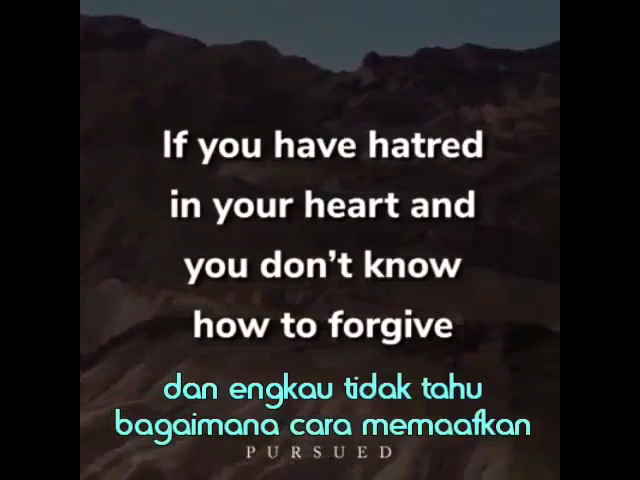 If you have hatred
in your heart and
you don't know
how to forgive
dan engkau tidak tahu
bagaimana cara memaafkan
PURSUED